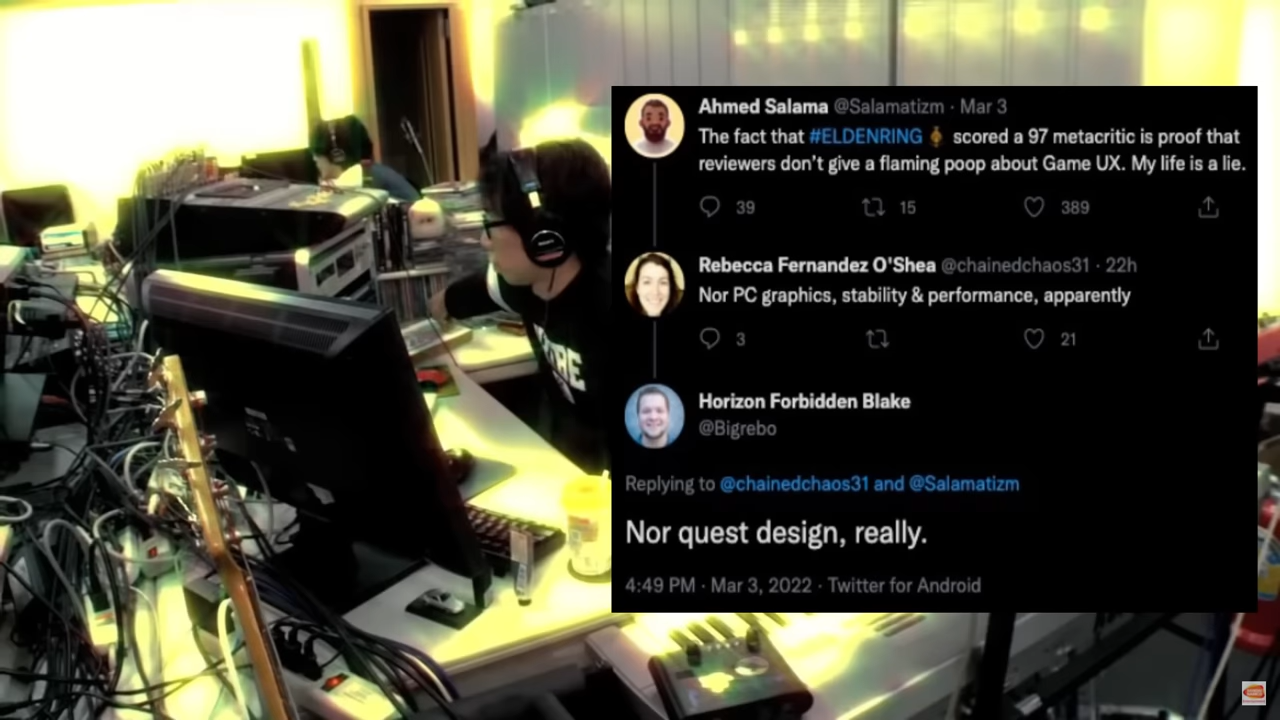 Ahmed Salama @Salamatizm · Mar 3
The fact that #ELDENRING scored a 97 metacritic is proof that
reviewers don't give a flaming poop about Game UX. My life is a lie.
39 15 389
Rebecca Fernandez O'Shea @chainedchaos31 · 22h
Nor PC graphics, stability & performance, apparently
3 21
Horizon Forbidden Blake
@Bigrebo
Replying to @chainedchaos31 and @Salamatizm
Nor quest design, really.
4:49 PM · Mar 3, 2022 · Twitter for Android